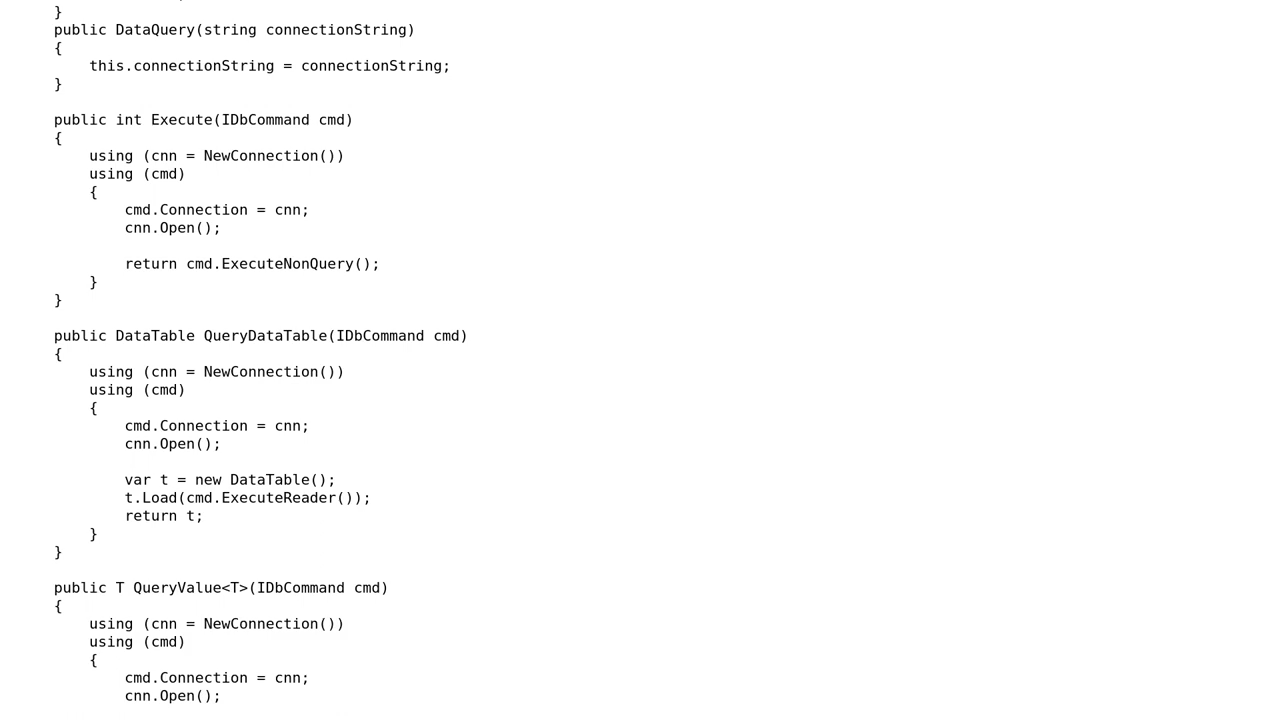 }
public DataQuery(string connectionString)
{
this.connectionString = connectionString;
}
public int Execute(IDbCommand cmd)
{
using (cnn = NewConnection())
using (cmd)
{
cmd.Connection = cnn;
cnn.Open();
return cmd.ExecuteNonQuery();
}
}
public DataTable QueryDataTable(IDbCommand cmd)
{
using (cnn = NewConnection())
using (cmd)
{
cmd.Connection = cnn;
cnn.Open();
var t = new DataTable();
t.Load(cmd.ExecuteReader());
return t;
}
}
public T QueryValue<T>(IDbCommand cmd)
{
using (cnn = NewConnection())
using (cmd)
{
cmd.Connection = cnn;
cnn.Open();